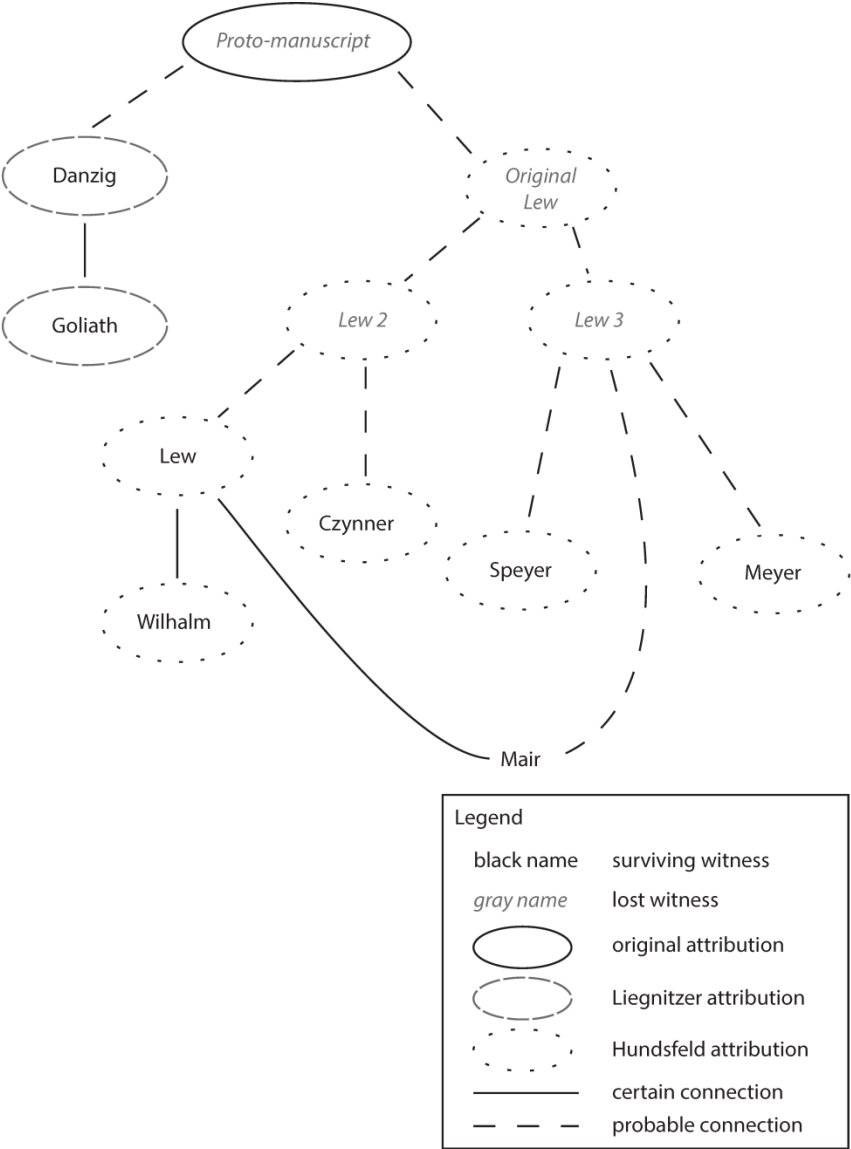 Proto-manuscript
Danzig
Original
Lew
Goliath
Lew 2
Lew 3
Lew
Czynner
Speyer
Meyer
Wilhalm
Mair
Legend
black name surviving witness
gray name lost witness
original attribution
Liegnitzer attribution
Hundsfeld attribution
certain connection
probable connection